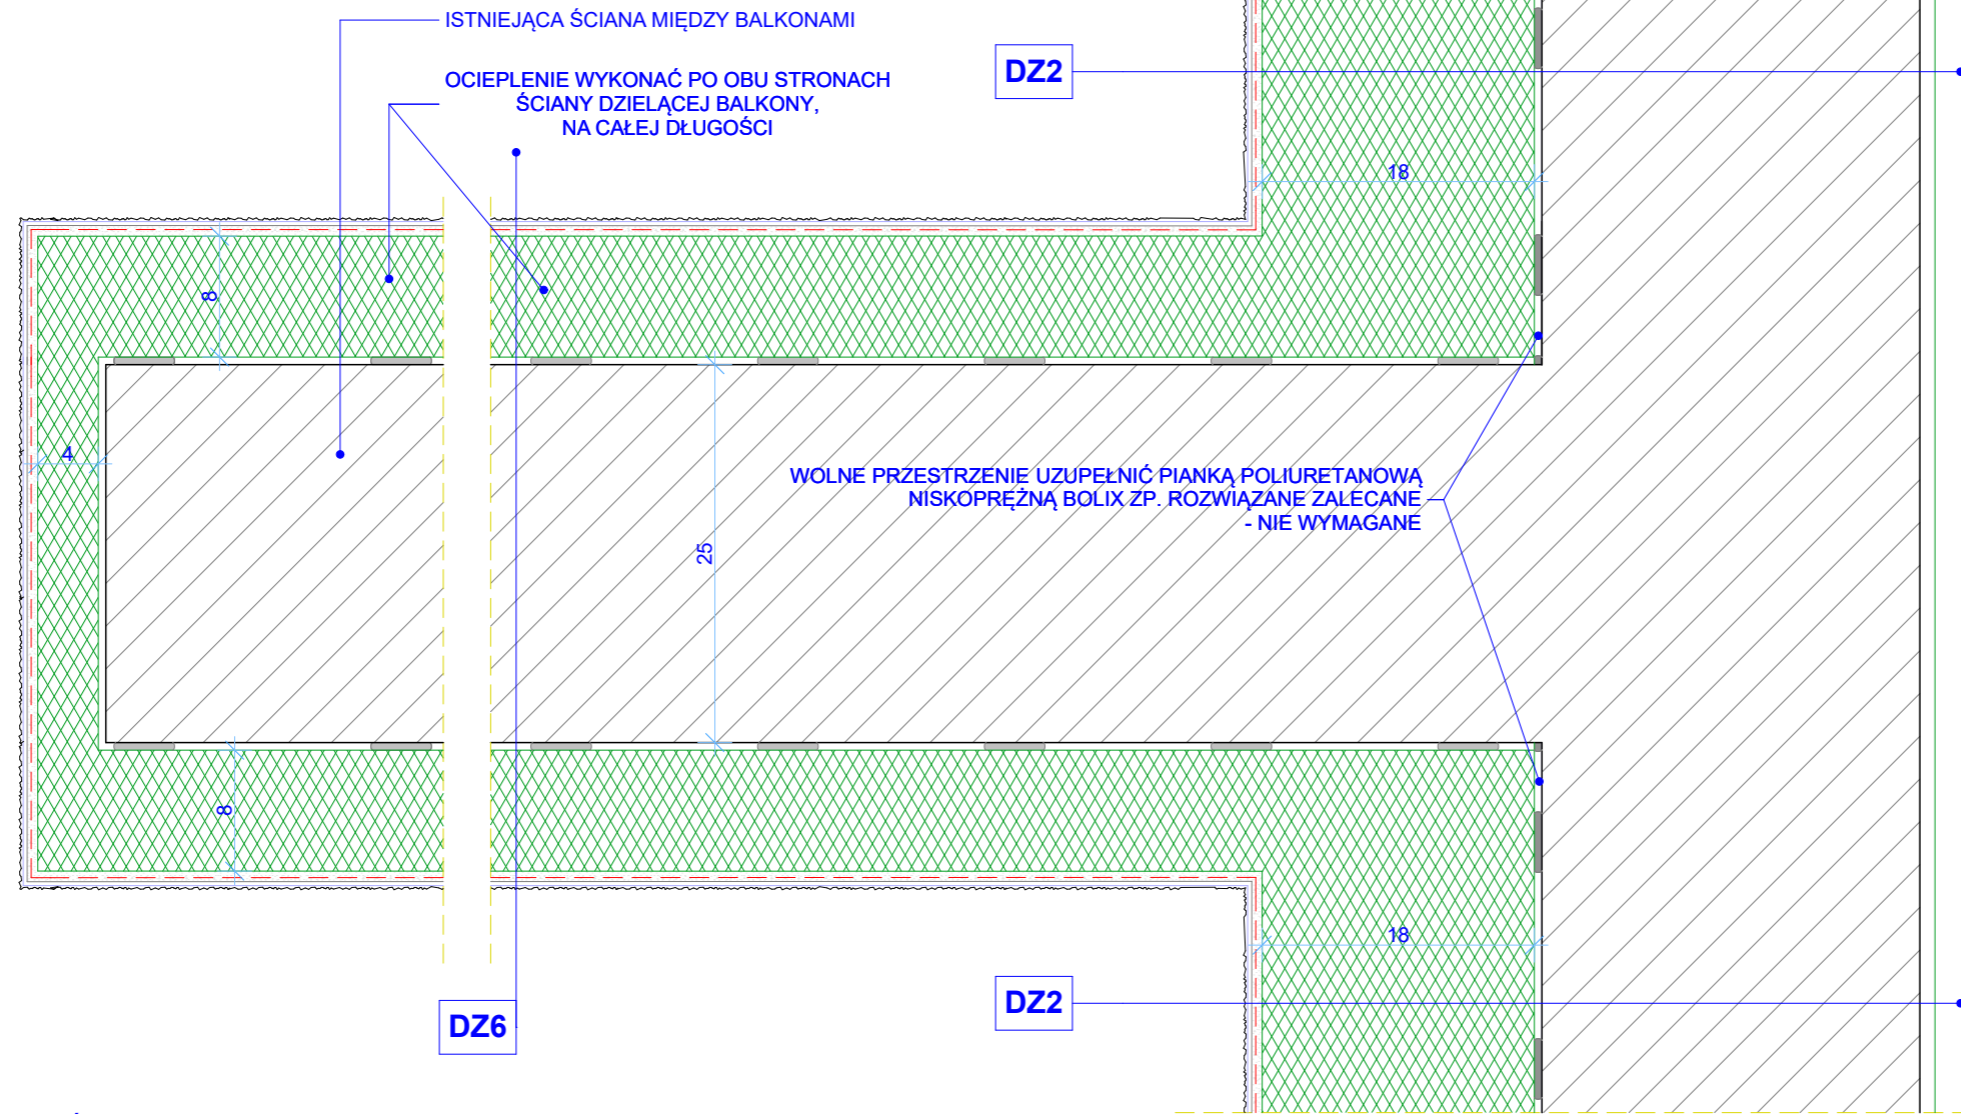 ISTNIEJĄCA ŚCIANA MIĘDZY BALKONAMI
OCIEPLENIE WYKONAĆ PO OBU STRONACH
ŚCIANY DZIELĄCEJ BALKONY,
NA CAŁEJ DŁUGOŚCI
DZ2
18
8
4
WOLNE PRZESTRZENIE UZUPEŁNIĆ PIANKĄ POLIURETANOWĄ
NISKOPRĘŻNĄ BOLIX ZP. ROZWIĄZANE ZALECANE
- NIE WYMAGANE
25
8
18
DZ2
DZ6